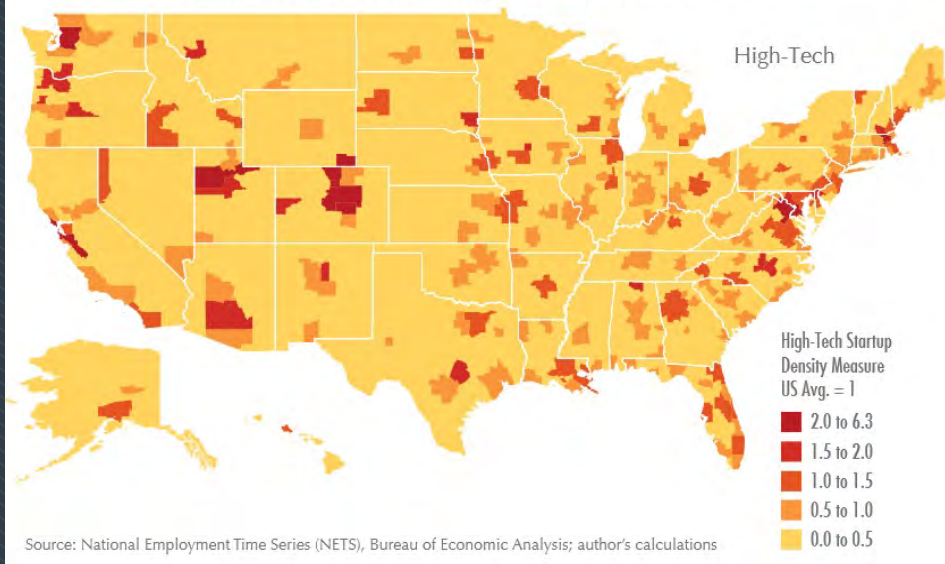 High-Tech
High-Tech Startup
Density Measure
US Avg. = 1
2.0 to 6.3
1.5 to 2.0
1.0 to 1.5
0.5 to 1.0
0.0 to 0.5
Source: National Employment Time Series (NETS), Bureau of Economic Analysis; author's calculations